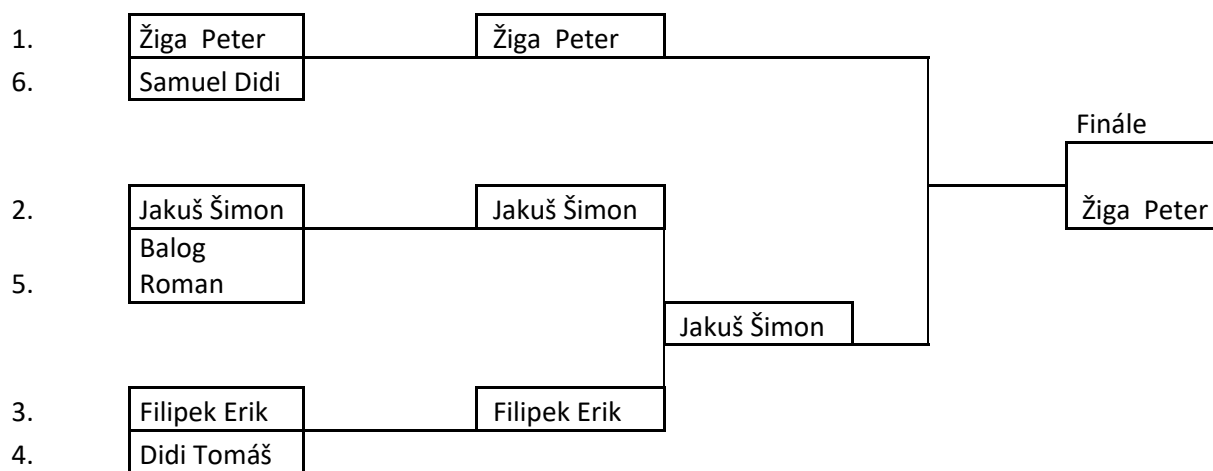 1. Žiga  Peter Žiga  Peter
6. Samuel Didi
Finále
2. Jakuš Šimon Jakuš Šimon Žiga  Peter
Balog
5. Roman
Jakuš Šimon
3. Filipek Erik Filipek Erik
4. Didi Tomáš